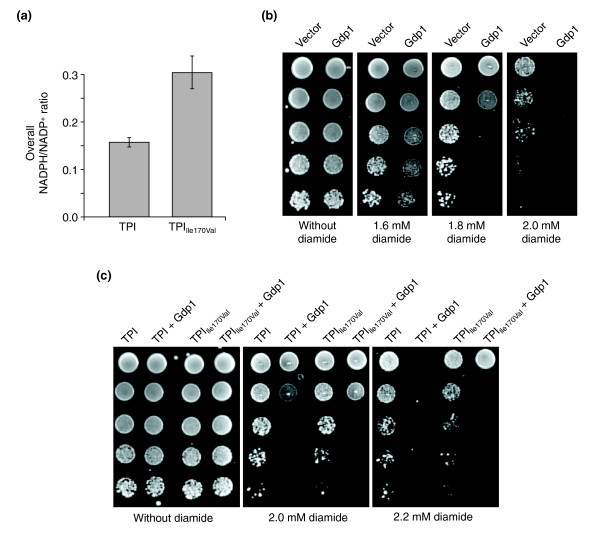 (a)
Overall
NADPH/NADP+ ratio
0.3
0.2
0.1
0.0
TPI
TPIIle170Val
(b)
Vector
Gdp1
Vector
Gdp1
Vector
Gdp1
Vector
Gdp1
Without
diamide
1.6 mM
diamide
1.8 mM
diamide
2.0 mM
diamide
(c)
TPI
TPI + Gdp1
TPIIle170Val
TPIIle170Val + Gdp1
TPI
TPI + Gdp1
TPIIle170Val
TPIIle170Val + Gdp1
TPI
TPI + Gdp1
TPIIle170Val
TPIIle170Val + Gdp1
Without diamide
2.0 mM diamide
2.2 mM diamide